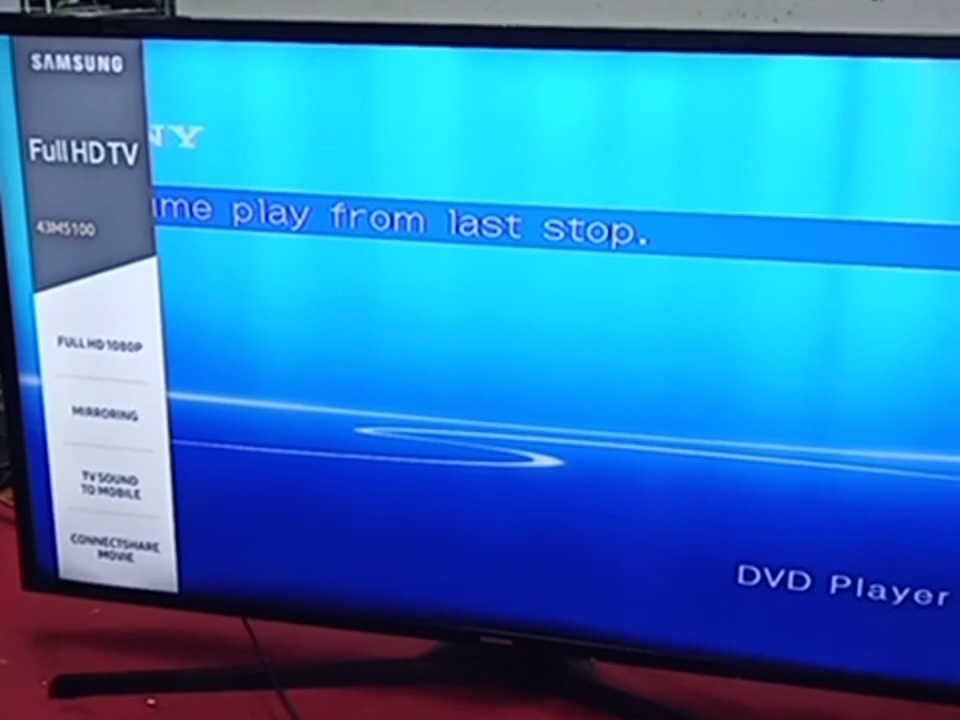 SAMSUNG
Full HD TV
43M5100
FULL HD 1080P
MIRRORING
TV SOUND
TO MOBILE
CONNECTSHARE
MOVIE
NY
ume play from last stop.
DVD Player